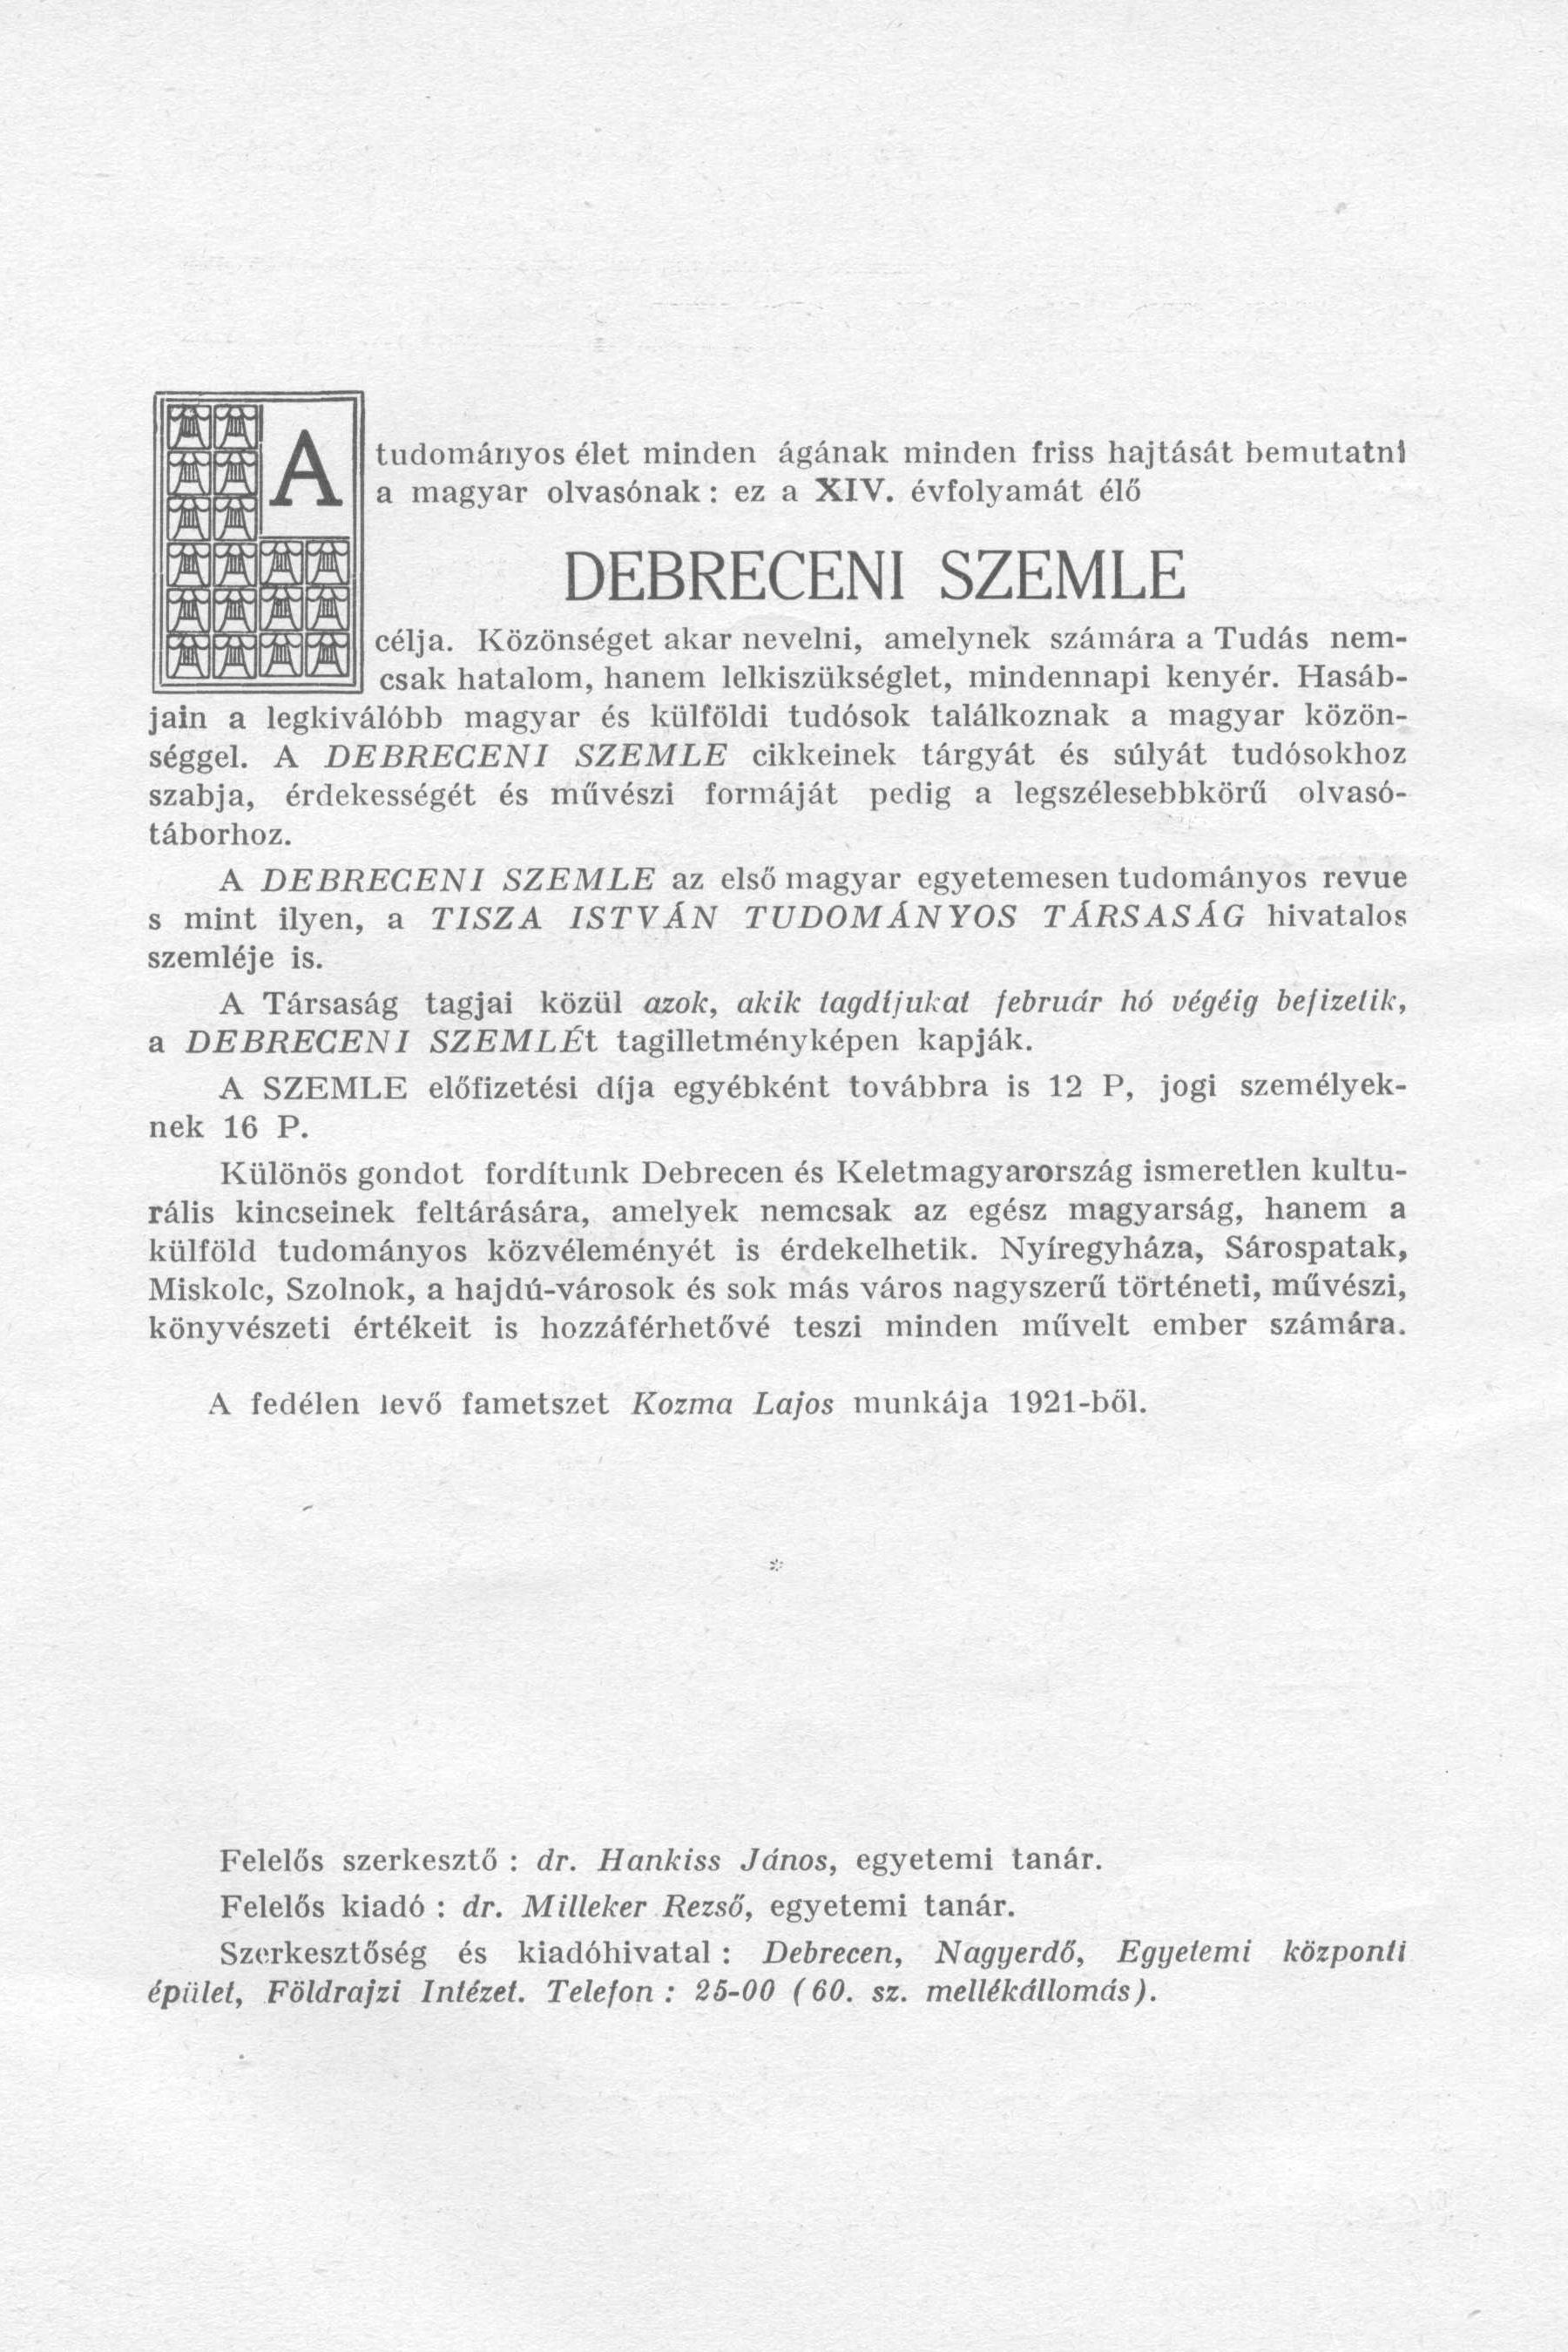 A tudományos élet minden ágának minden friss hajtását bemutatni
a magyar olvasónak: ez a XIV. évfolyamát élő
DEBRECENI SZEMLE
célja. Közönséget akar nevelni, amelynek számára a Tudás nem-
csak hatalom, hanem lelkiszükséglet, mindennapi kenyér. Hasáb-
jain a legkiválóbb magyar és külföldi tudósok találkoznak a magyar közön-
séggel. A DEBRECENI SZEMLE cikkeinek tárgyát és súlyát tudósokhoz
szabja, érdekességét és művészi formáját pedig a legszélesebbkörű olvasó-
táborhoz.
A DEBRECENI SZEMLE az első magyar egyetemesen tudományos revue
s mint ilyen, a TISZA ISTVÁN TUDOMÁNYOS TÁRSASÁG hivatalos
szemléje is.
A Társaság tagjai közül azok, akik tagdíjukat február hó végéig befizetik,
a DEBRECENI SZEMLÉt tagilletményképen kapják.
A SZEMLE előfizetési díja egyébként továbbra is 12 P, jogi személyek-
nek 16 P.
Különös gondot fordítunk Debrecen és Keletmagyarország ismeretlen kultu-
rális kincseinek feltárására, amelyek nemcsak az egész magyarság, hanem a
külföld tudományos közvéleményét is érdekelhetik. Nyíregyháza, Sárospatak,
Miskolc, Szolnok, a hajdú-városok és sok más város nagyszerű történeti, művészi,
könyvészeti értékeit is hozzáférhetővé teszi minden művelt ember számára.
A fedélen levő fametszet Kozma Lajos munkája 1921-ből.
*
Felelős szerkesztő : dr. Hankiss János, egyetemi tanár.
Felelős kiadó : dr. Milleker Rezső, egyetemi tanár.
Szerkesztőség és kiadóhivatal : Debrecen, Nagyerdő, Egyetemi központi
épület, Földrajzi Intézet. Telefon : 25-00 (60. sz. mellékállomás).